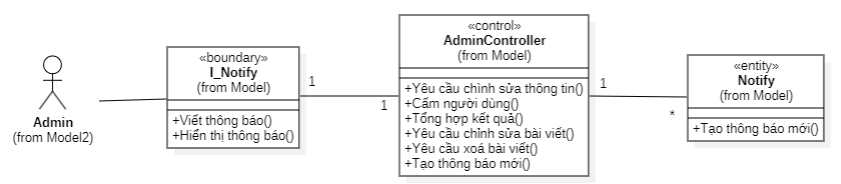 Admin
(from Model2)
«boundary»
I_Notify
(from Model)
+Viết thông báo()
+Hiển thị thông báo()
1
1
«control»
AdminController
(from Model)
+Yêu cầu chỉnh sửa thông tin()
+Cấm người dùng()
+Tổng hợp kết quả()
+Yêu cầu chỉnh sửa bài viết()
+Yêu cầu xoá bài viết()
+Tạo thông báo mới()
1
*
«entity»
Notify
(from Model)
+Tạo thông báo mới()